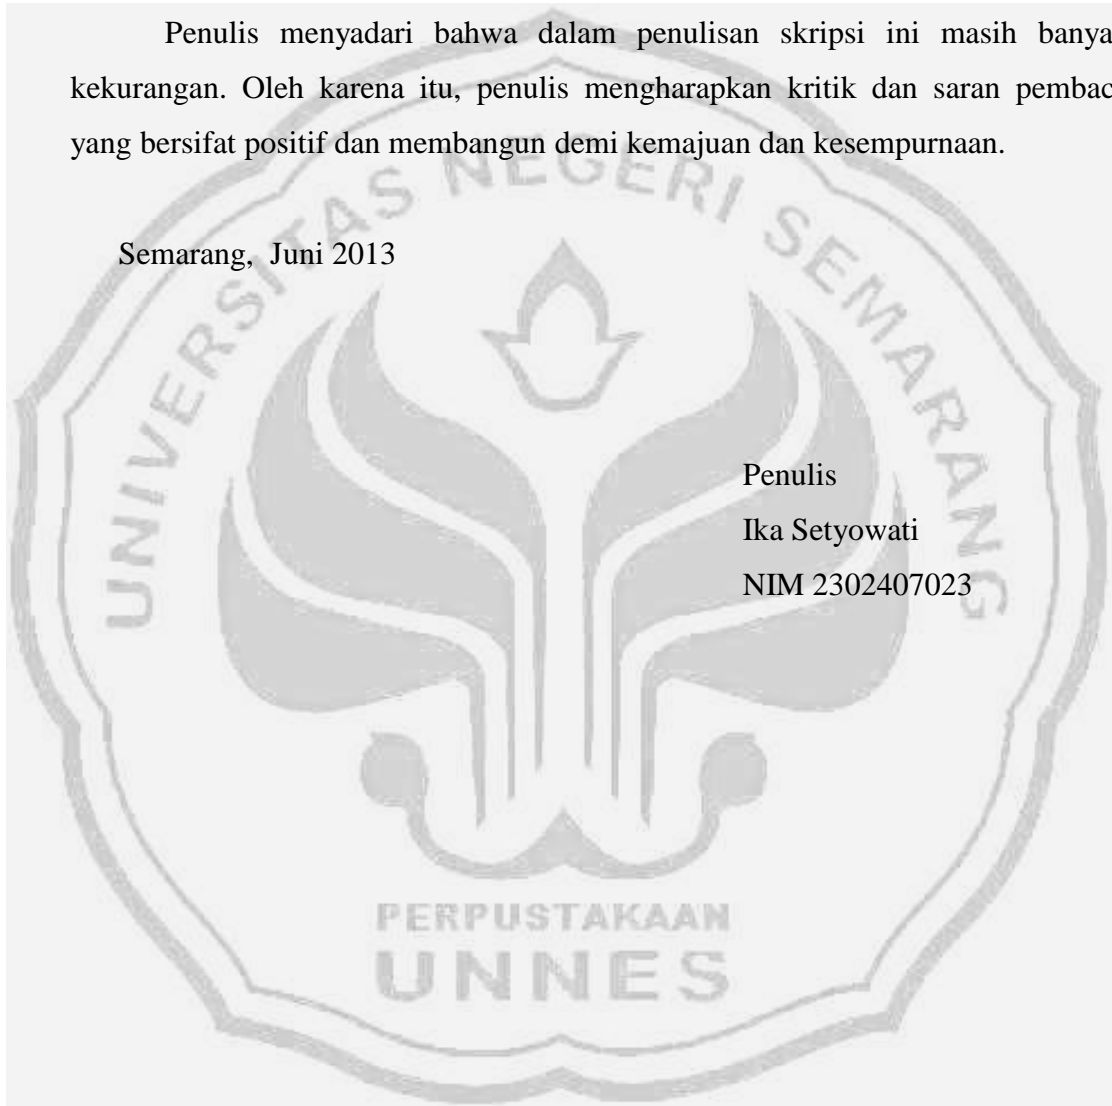 Penulis menyadari bahwa dalam penulisan skripsi ini masih banya
kekurangan. Oleh karena itu, penulis mengharapkan kritik dan saran pembac
yang bersifat positif dan membangun demi kemajuan dan kesempurnaan.
Semarang, Juni 2013
Penulis
Ika Setyowati
NIM 2302407023
UNIVERSITAS NEGERI SEMARANG
PERPUSTAKAAN
UNNES